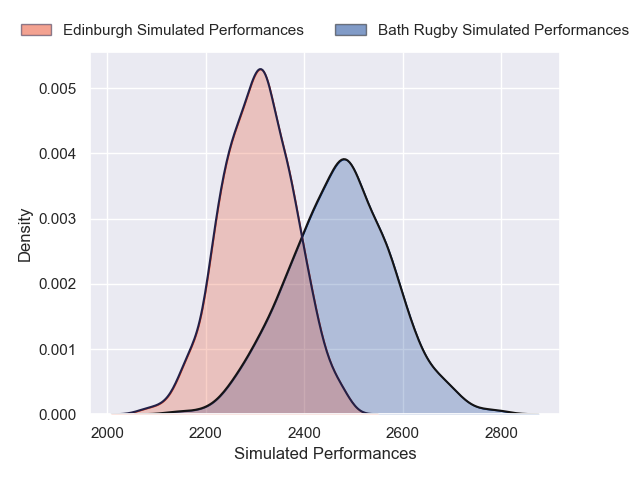 Edinburgh Simulated Performances Bath Rugby Simulated Performances
0.005
0.004
0.003
0.002
0.001
0.000
Density
2000 2200 2400 2600 2800
Simulated Performances